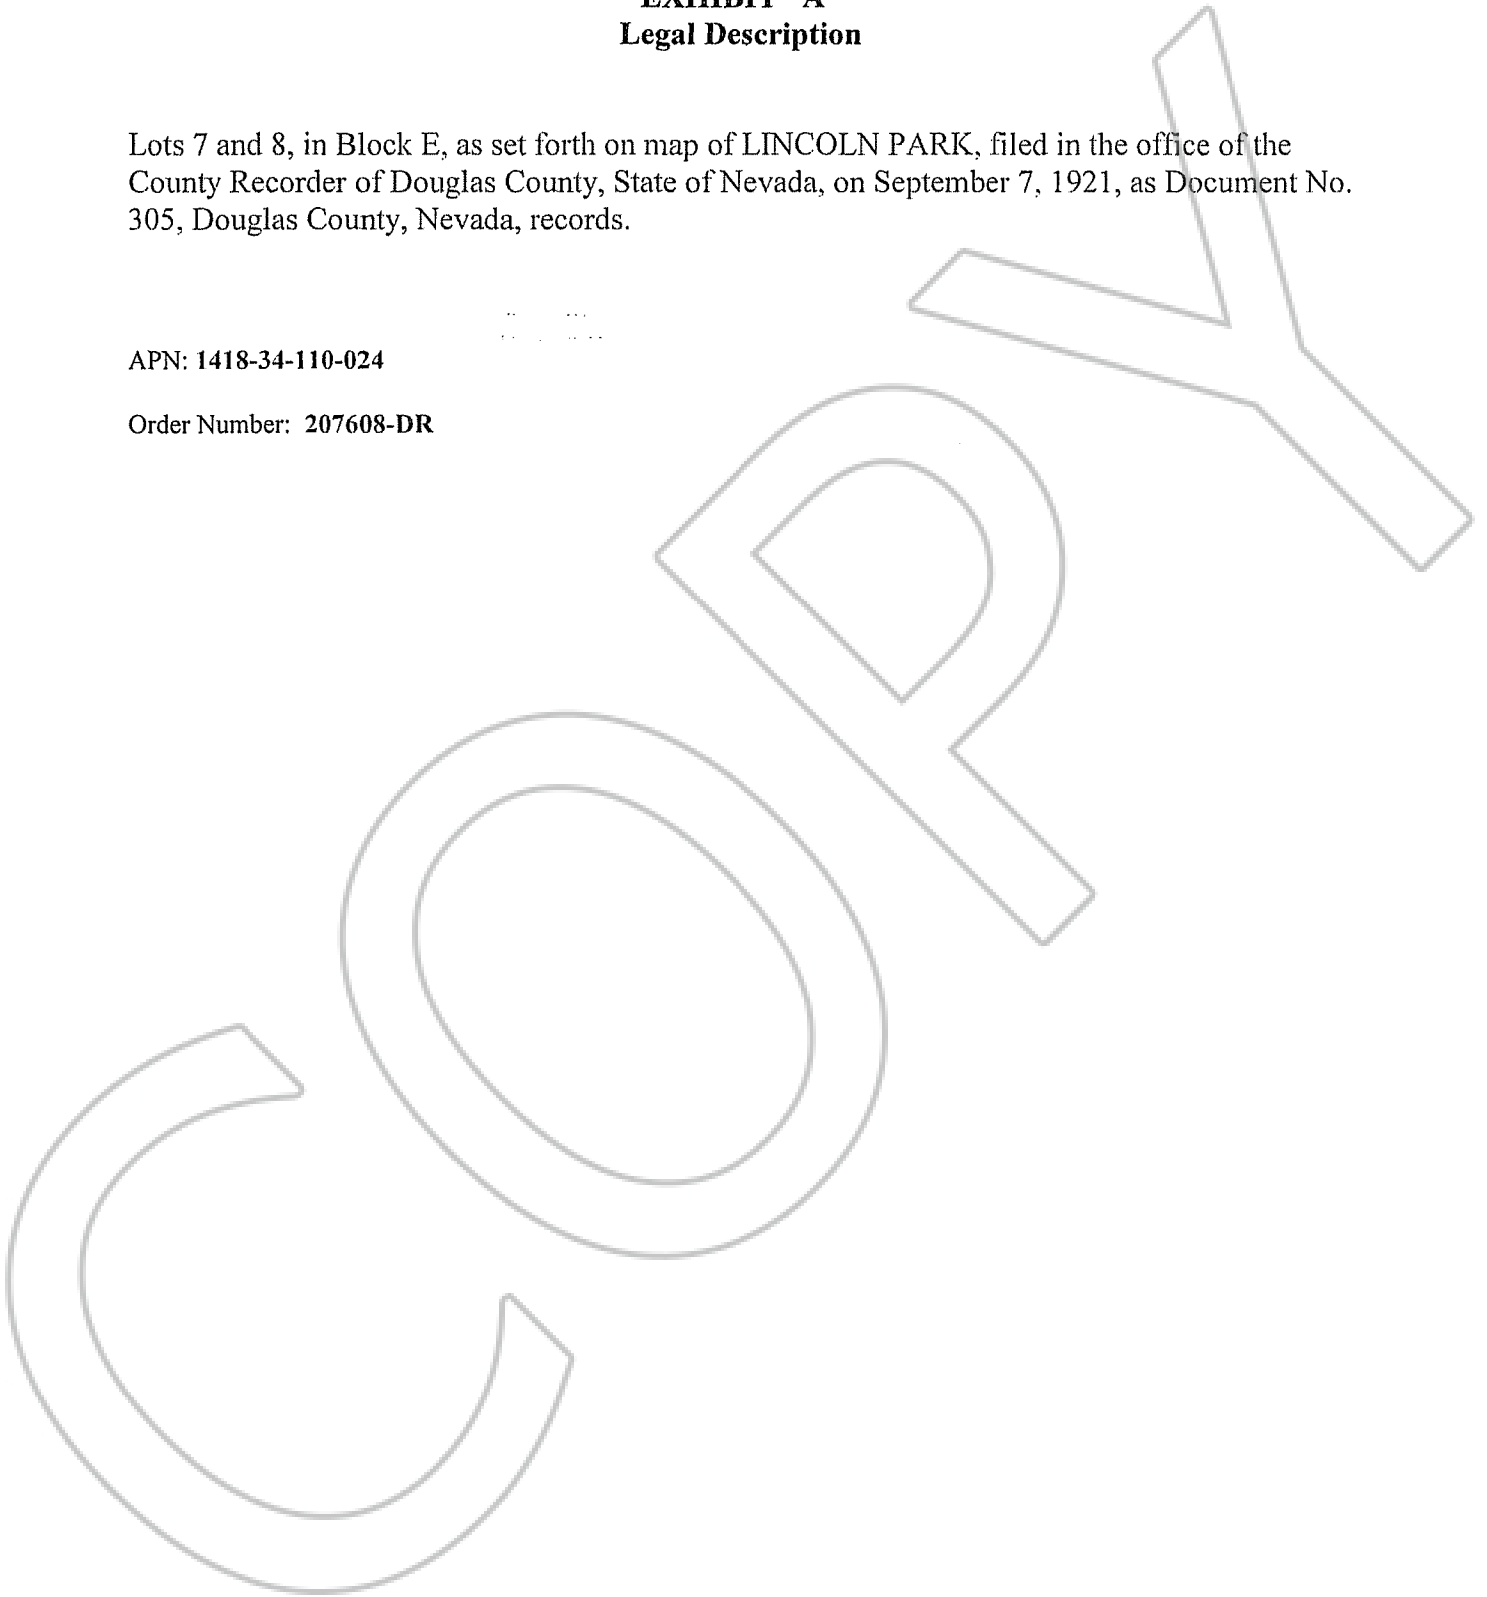 EXHIBIT "A"
Legal Description
Lots 7 and 8, in Block E, as set forth on map of LINCOLN PARK, filed in the office of the
County Recorder of Douglas County, State of Nevada, on September 7, 1921, as Document No.
305, Douglas County, Nevada, records.
APN: 1418-34-110-024
Order Number: 207608-DR
COPY